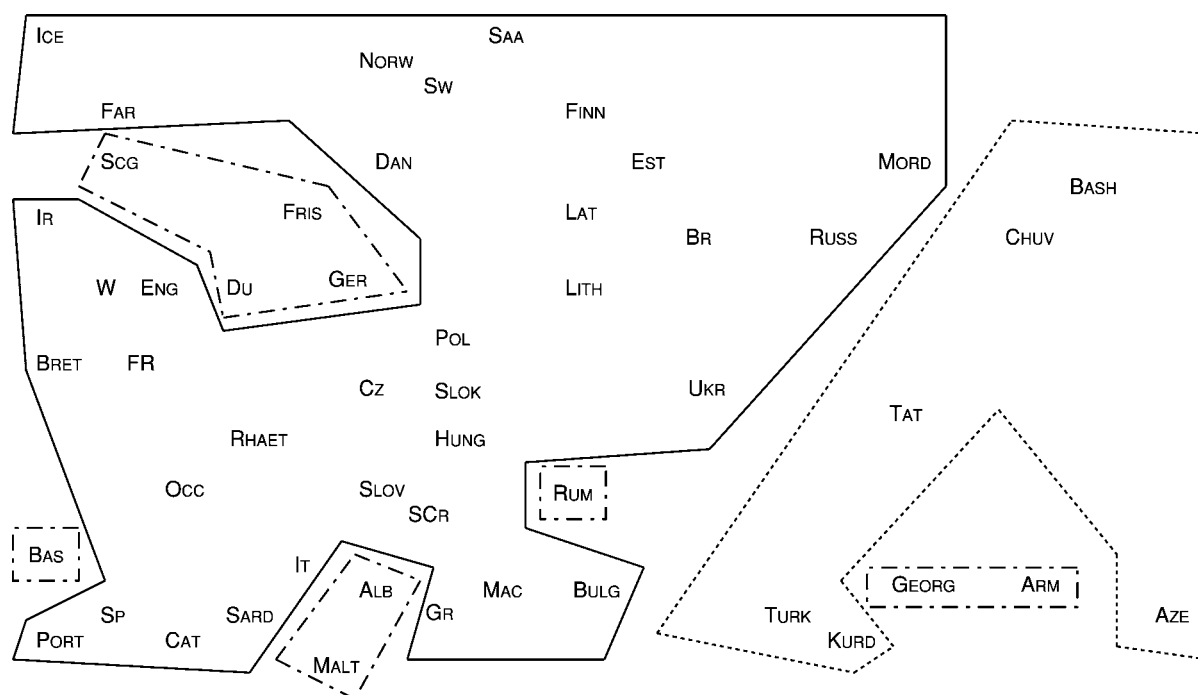 ICE SAA
NORW
SW
FAR FINN
SCG DAN EST MORD
BASH
IR FRIS LAT
BR RUSS CHUV
W ENG DU GER LITH
POL
BRET FR
CZ SLOK UKR
TAT
RHAET HUNG
OCC SLOV RUM
SCR
BAS IT
ALB MAC BULG GEORG ARM
SP SARD GR TURK AZE
PORT CAT KURD
MALT